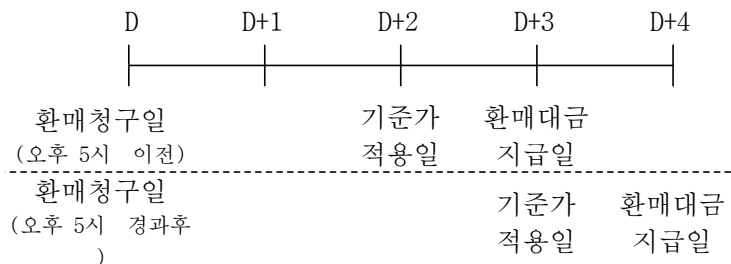 D D+1 D+2 D+3 D+4
환매청구일 기준가 환매대금
(오후 5시 이전) 적용일 지급일
환매청구일 기준가 환매대금
(오후 5시 경과후 적용일 지급일
)